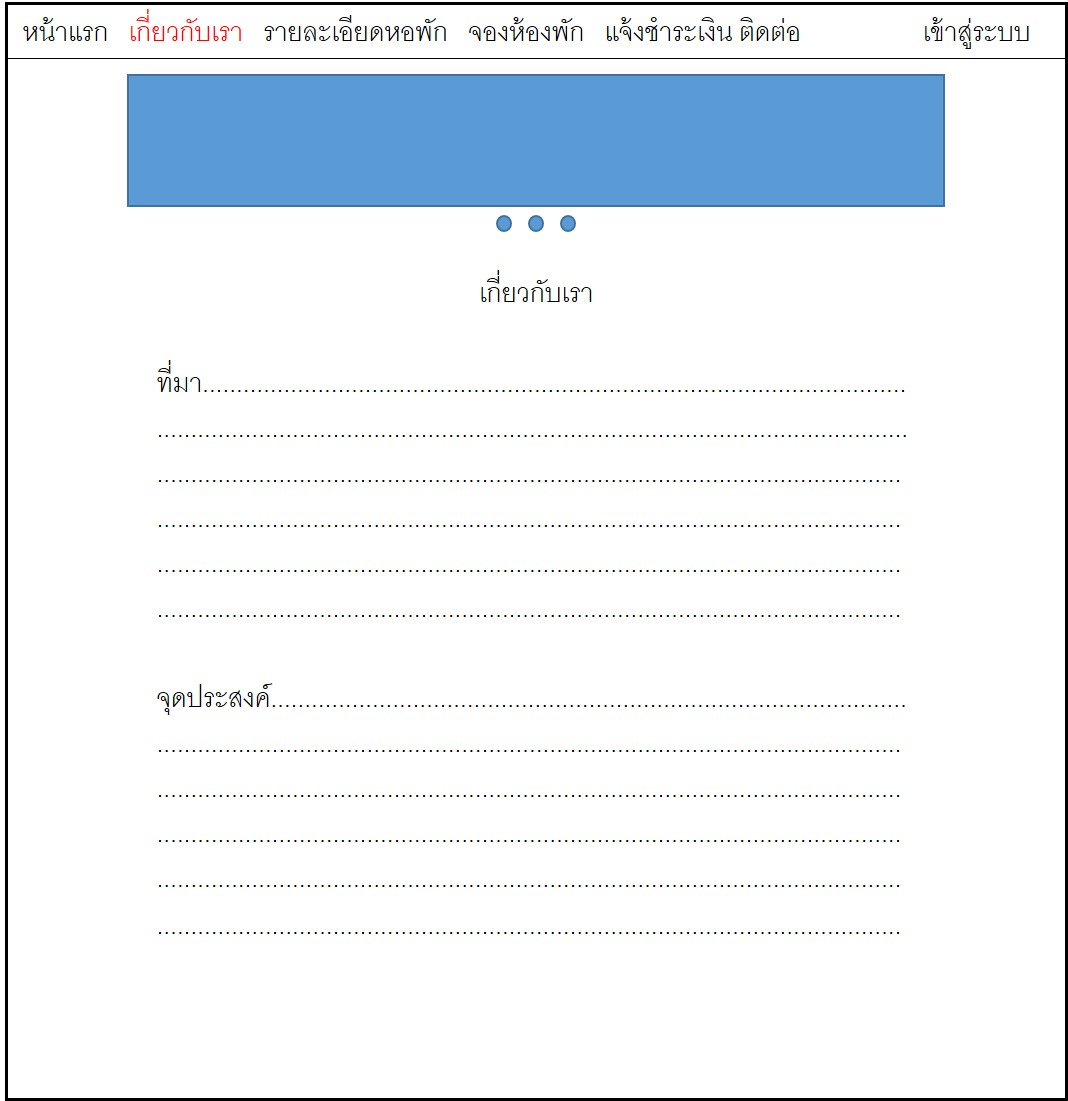 หน้าแรก เกี่ยวกับเรา รายละเอียดหอพัก จองห้องพัก แจ้งชำระเงิน ติดต่อ เข้าสู่ระบบ
เกี่ยวกับเรา
ที่มา........................................................................................................
..............................................................................................................
.............................................................................................................
.............................................................................................................
.............................................................................................................
.............................................................................................................
จุดประสงค์..............................................................................................
.............................................................................................................
.............................................................................................................
.............................................................................................................
.............................................................................................................
.............................................................................................................